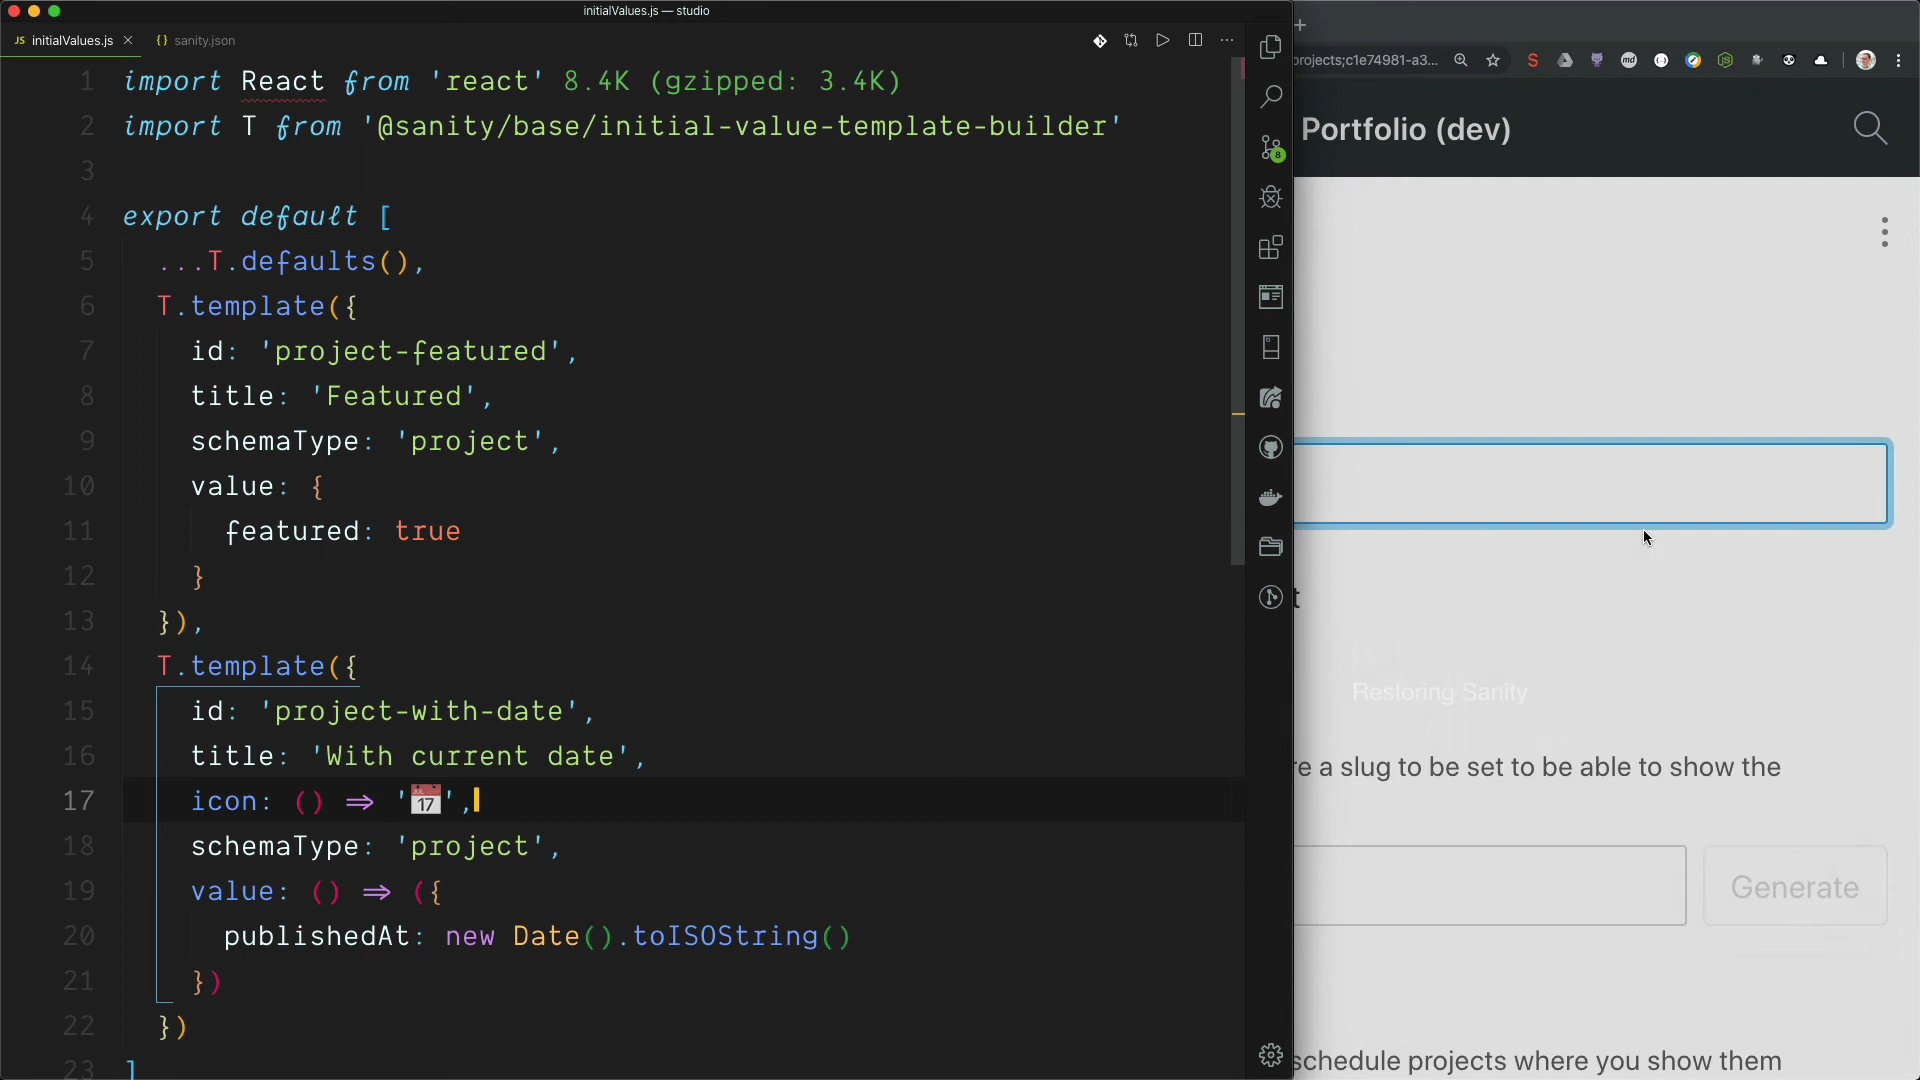 initialValues.js — studio
JS initialValues.js
{} sanity.json
1 import React from 'react' 8.4K (gzipped: 3.4K)
2 import T from '@sanity/base/initial-value-template-builder'
3
4 export default [
5 ...T.defaults(),
6 T.template({
7 id: 'project-featured',
8 title: 'Featured',
9 schemaType: 'project',
10 value: {
11 featured: true
12 }
13 }),
14 T.template({
15 id: 'project-with-date',
16 title: 'With current date',
17 icon: () => '📅',
18 schemaType: 'project',
19 value: () => ({
20 publishedAt: new Date().toISOString()
21 })
22 })
23 ]
8
projects;c1e74981-a3...
Portfolio (dev)
t
Restoring Sanity
re a slug to be set to be able to show the
Generate
schedule projects where you show them